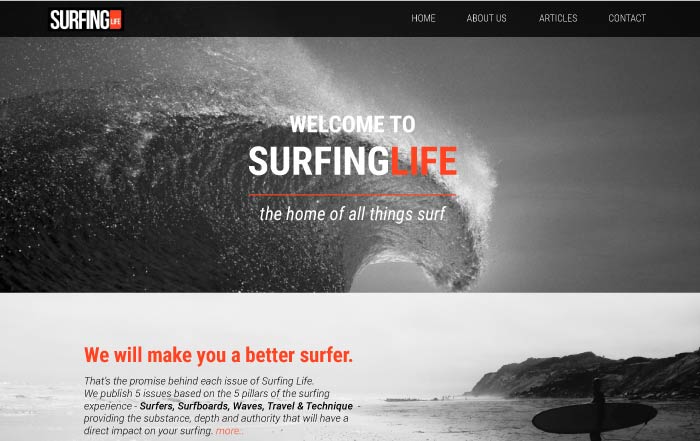 SURFING LIFE
HOME ABOUT US ARTICLES CONTACT
WELCOME TO
SURFINGLIFE
the home of all things surf
We will make you a better surfer.
That's the promise behind each issue of Surfing Life.
We publish 5 issues based on the 5 pillars of the surfing
experience - Surfers, Surfboards, Waves, Travel & Technique -
providing the substance, depth and authority that will have a
direct impact on your surfing. more...